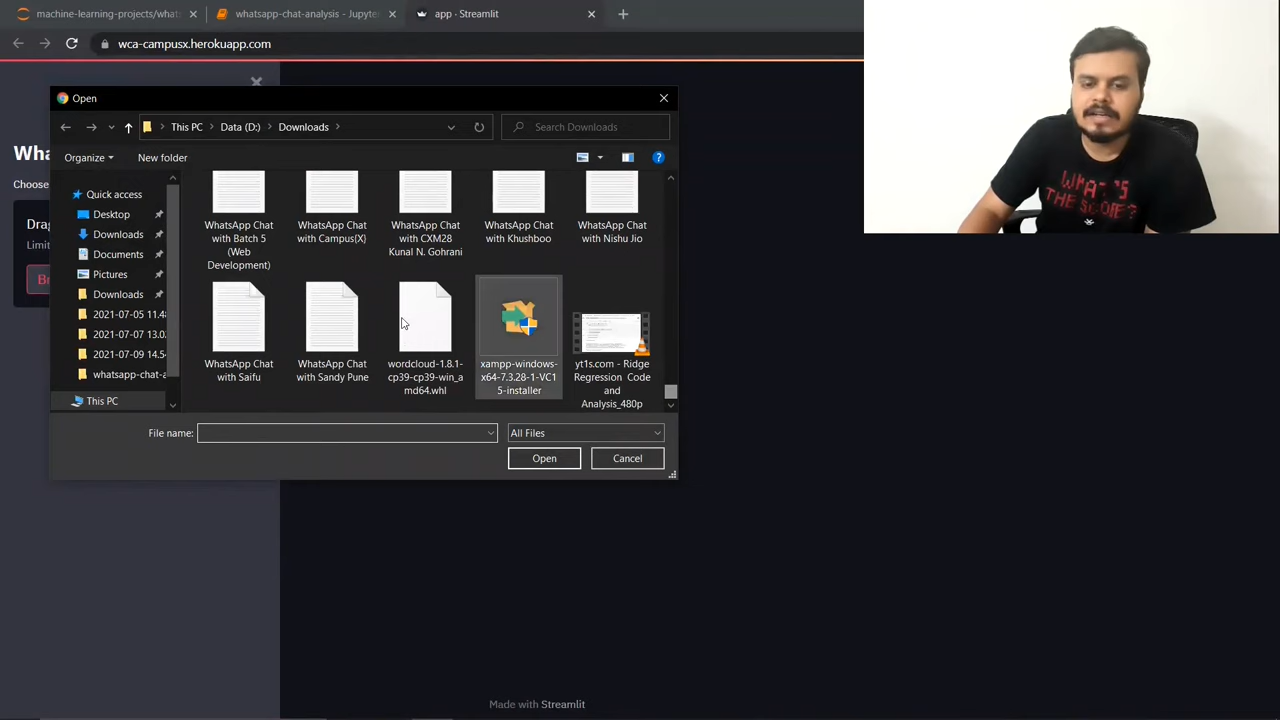 machine-learning-projects/whats
whatsapp-chat-analysis - Jupyte
app · Streamlit
wca-campusx.herokuapp.com
Open
This PC
Data (D:)
Downloads
Search Downloads
Organize
New folder
Wha
Choose
Drag
Limit
Br
Quick access
Desktop
Downloads
Documents
Pictures
Downloads
2021-07-05 11.4
2021-07-07 13.0
2021-07-09 14.5
whatsapp-chat-a
This PC
WhatsApp Chat
with Batch 5
(Web
Development)
WhatsApp Chat
with Campus(X)
WhatsApp Chat
with CXM28
Kunal N. Gohrani
WhatsApp Chat
with Khushboo
WhatsApp Chat
with Nishu Jio
WhatsApp Chat
with Saifu
WhatsApp Chat
with Sandy Pune
wordcloud-1.8.1-
cp39-cp39-win_a
md64.whl
xampp-windows-
x64-7.3.28-1-VC1
5-installer
yt1s.com - Ridge
Regression Code
and
Analysis_480p
File name:
All Files
Open
Cancel
Made with Streamlit
WHAT'S
THE